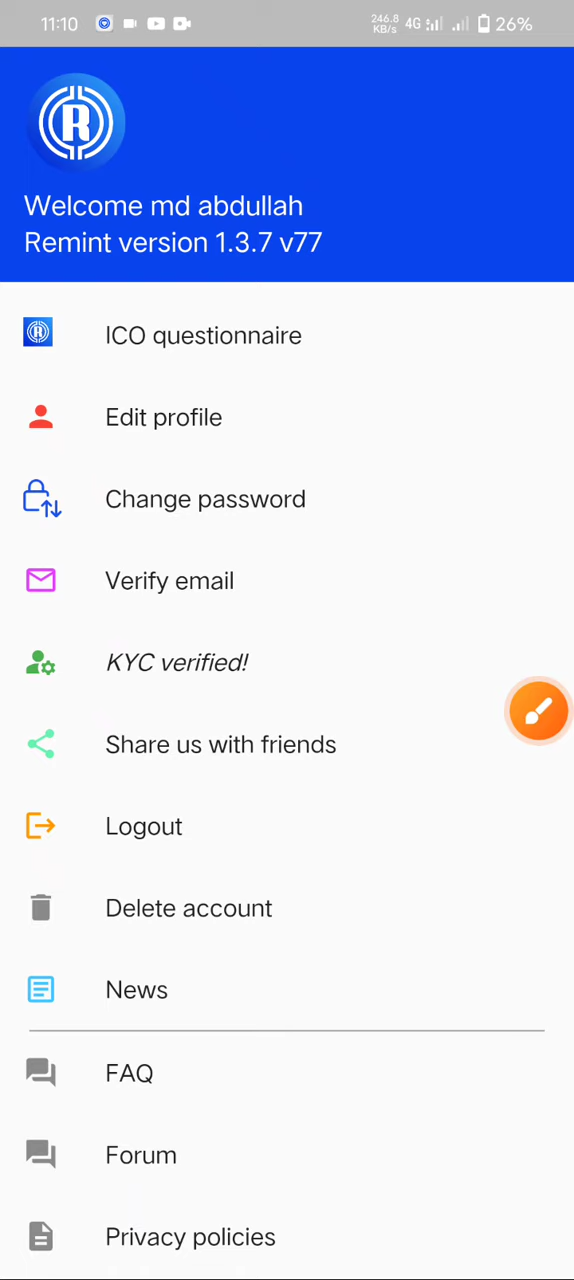 11:10
246.8 KB/s 4G 26%
R
Welcome md abdullah
Remint version 1.3.7 v77
R
ICO questionnaire
Edit profile
Change password
Verify email
KYC verified!
Share us with friends
Logout
Delete account
News
FAQ
Forum
Privacy policies